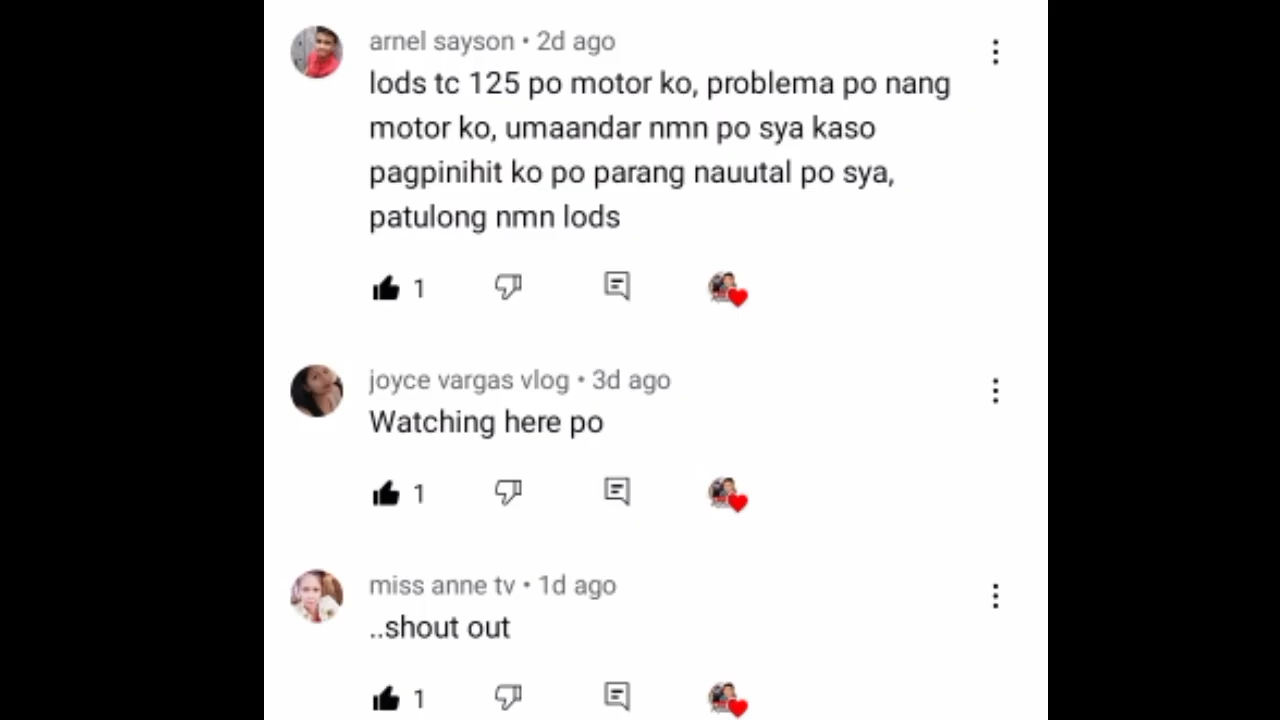 arnel sayson • 2d ago
lods tc 125 po motor ko, problema po nang
motor ko, umaandar nmn po sya kaso
pagpinihit ko po parang nauutal po sya,
patulong nmn lods
1
joyce vargas vlog • 3d ago
Watching here po
1
miss anne tv • 1d ago
..shout out
1